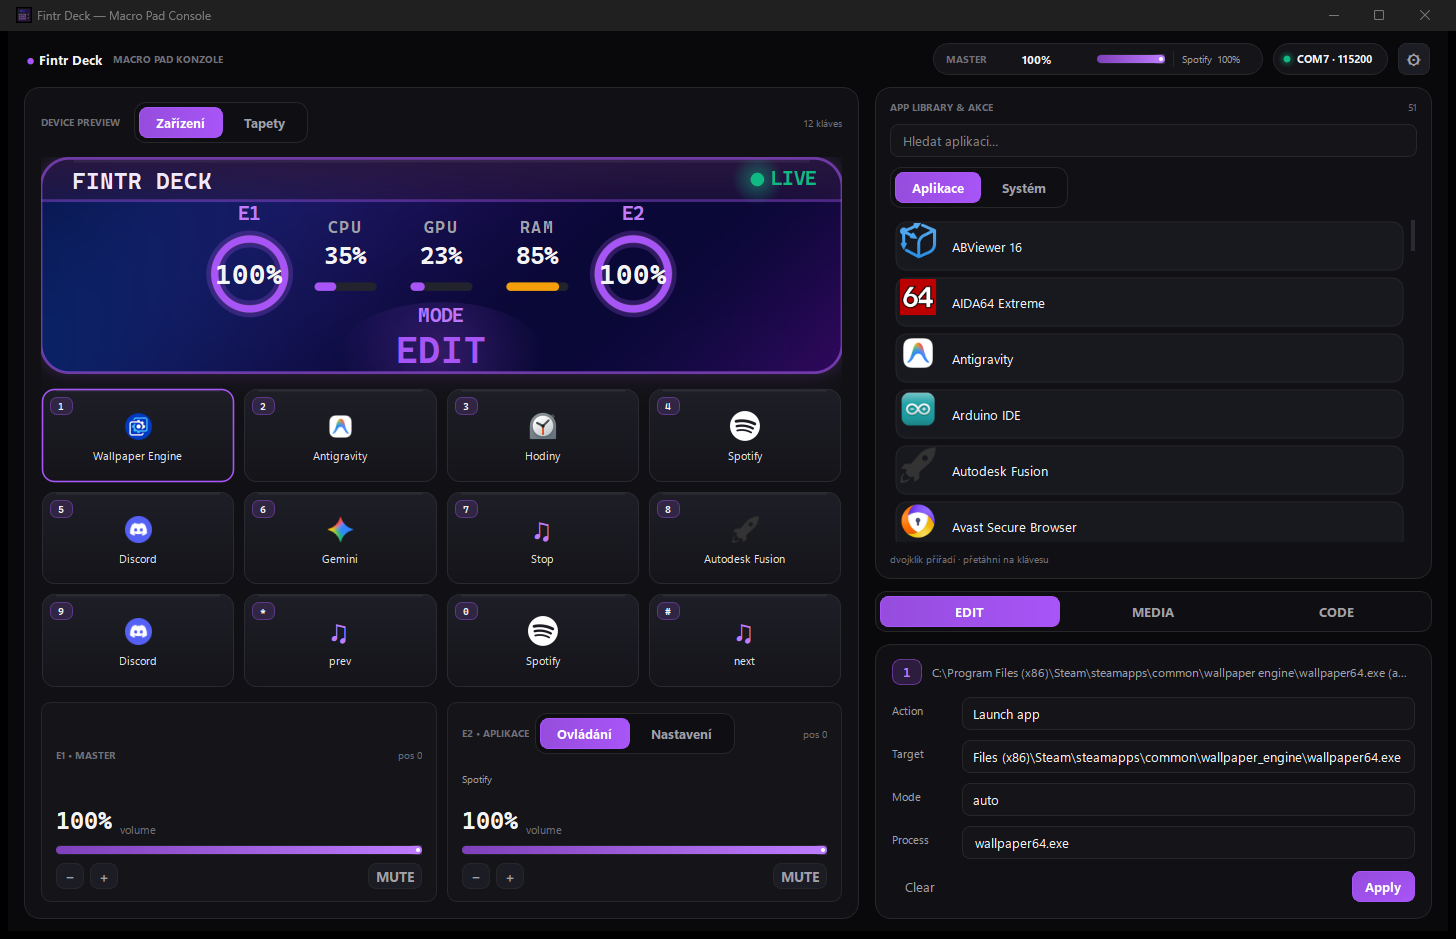 Fintr Deck — Macro Pad Console
Fintr Deck MACRO PAD KONZOLE
MASTER 100% Spotify 100%
COM7 · 115200
DEVICE PREVIEW Zařízení Tapety 12 kláves
FINTR DECK LIVE
E1 E2
CPU GPU RAM
100% 35% 23% 85% 100%
MODE
EDIT
1 Wallpaper Engine
2 Antigravity
3 Hodiny
4 Spotify
5 Discord
6 Gemini
7 Stop
8 Autodesk Fusion
9 Discord
* prev
0 Spotify
# next
E1 • MASTER pos 0
100% volume
− + MUTE
E2 • APLIKACE Ovládání Nastavení pos 0
Spotify
100% volume
− + MUTE
APP LIBRARY & AKCE 51
Hledat aplikaci...
Aplikace Systém
ABViewer 16
64 AIDA64 Extreme
Antigravity
Arduino IDE
Autodesk Fusion
Avast Secure Browser
dvojklik přiřadí · přetáhni na klávesu
EDIT MEDIA CODE
1 C:\Program Files (x86)\Steam\steamapps\common\wallpaper engine\wallpaper64.exe (a...
Action Launch app
Target Files (x86)\Steam\steamapps\common\wallpaper_engine\wallpaper64.exe
Mode auto
Process wallpaper64.exe
Clear Apply